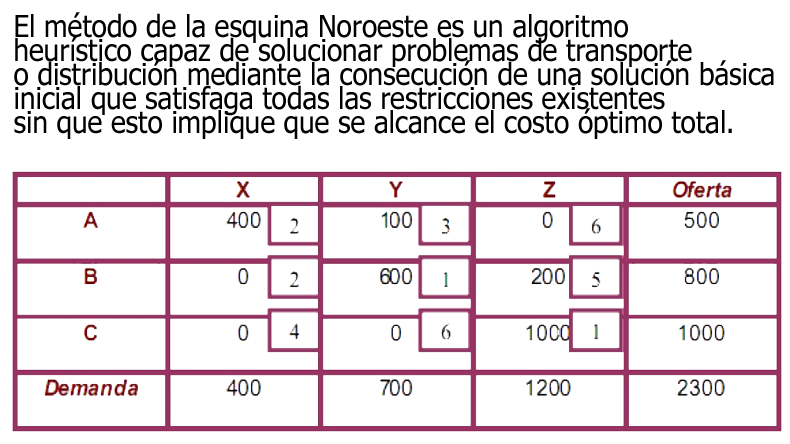 El método de la esquina Noroeste es un algoritmo
heurístico capaz de solucionar problemas de transporte
o distribución mediante la consecución de una solución básica
inicial que satisfaga todas las restricciones existentes
sin que esto implique que se alcance el costo óptimo total.
X Y Z Oferta
A 400 2 100 3 0 6 500
B 0 2 600 1 200 5 800
C 0 4 0 6 1000 1 1000
Demanda 400 700 1200 2300